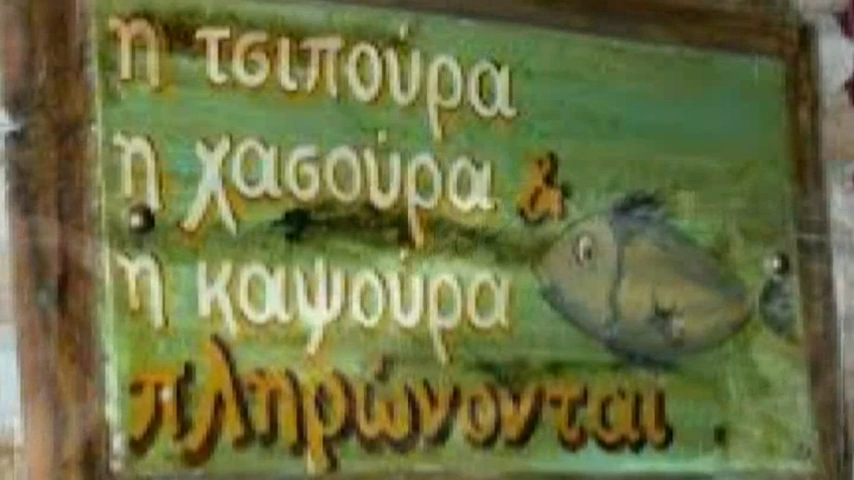 η τσιπούρα
η χασούρα &
η καψούρα
πληρώνονται